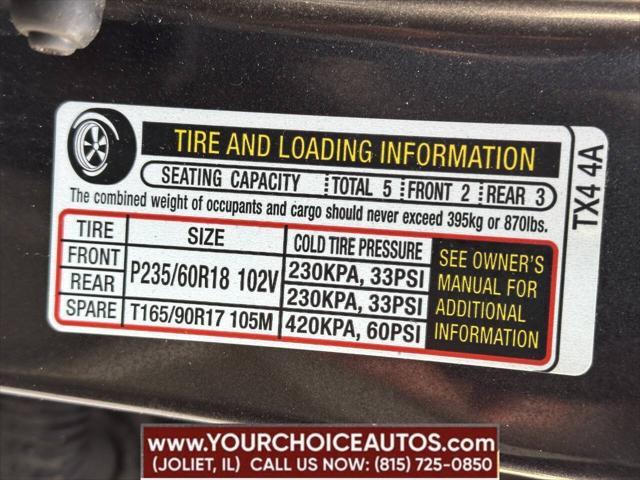 TIRE AND LOADING INFORMATION
SEATING CAPACITY TOTAL 5 FRONT 2 REAR 3
The combined weight of occupants and cargo should never exceed 395kg or 870lbs.
TIRE SIZE COLD TIRE PRESSURE
FRONT P235/60R18 102V 230KPA, 33PSI
REAR 230KPA, 33PSI
SPARE T165/90R17 105M 420KPA, 60PSI
SEE OWNER'S
MANUAL FOR
ADDITIONAL
INFORMATION
TX4 4A
WWW.YOURCHOICEAUTOS.COM
(JOLIET, IL) CALL US NOW: (815) 725-0850